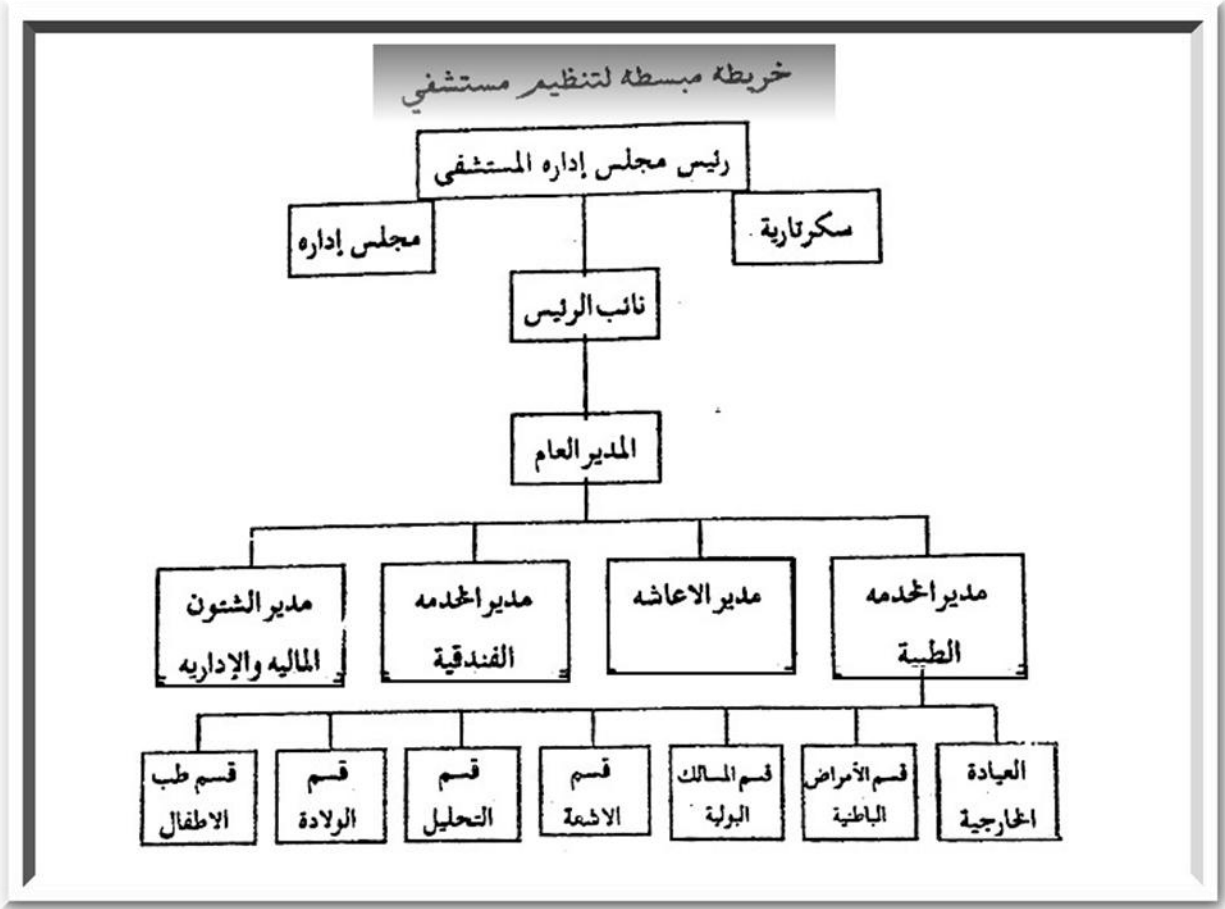 خريطة مبسطة لتنظيم مستشفي
رئيس مجلس إداره المستشفى
سكرتارية
مجلس إداره
نائب الرئيس
المدير العام
مدير الخدمه
الطبية
مدير الاعاشه
مدير الخدمه
الفندقية
مدير الشئون
الماليه والإداريه
العيادة
الخارجية
قسم الأمراض
الباطنية
قسم المسالك
البولية
قسم
الاشعة
قسم
التحليل
قسم
الولادة
قسم طب
الاطفال